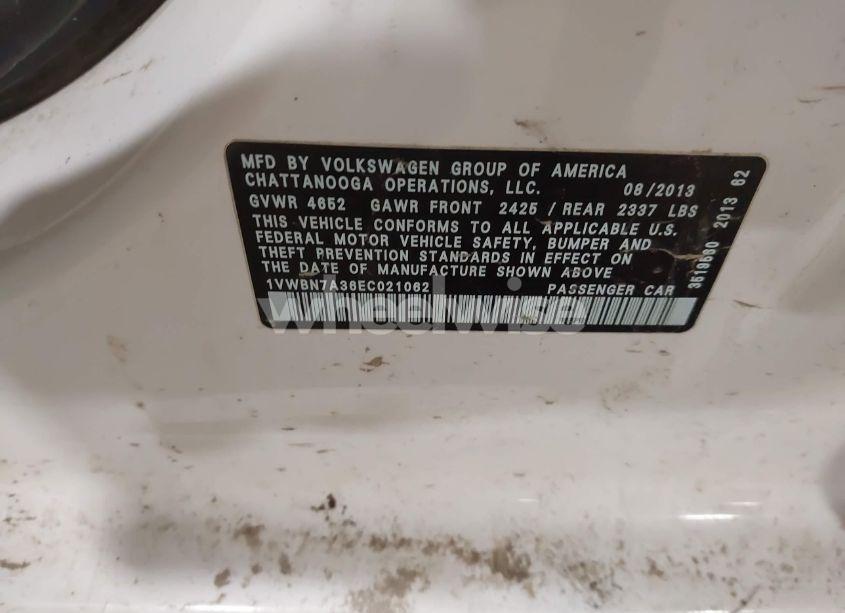 MFD BY VOLKSWAGEN GROUP OF AMERICA
CHATTANOOGA OPERATIONS, LLC. 08/2013
GVWR 4652 GAWR FRONT 2425 / REAR 2337 LBS
THIS VEHICLE CONFORMS TO ALL APPLICABLE U.S.
FEDERAL MOTOR VEHICLE SAFETY, BUMPER AND
THEFT PREVENTION STANDARDS IN EFFECT ON
THE DATE OF MANUFACTURE SHOWN ABOVE
1VWBN7A36EC021062 PASSENGER CAR
2013 62
wheelwise